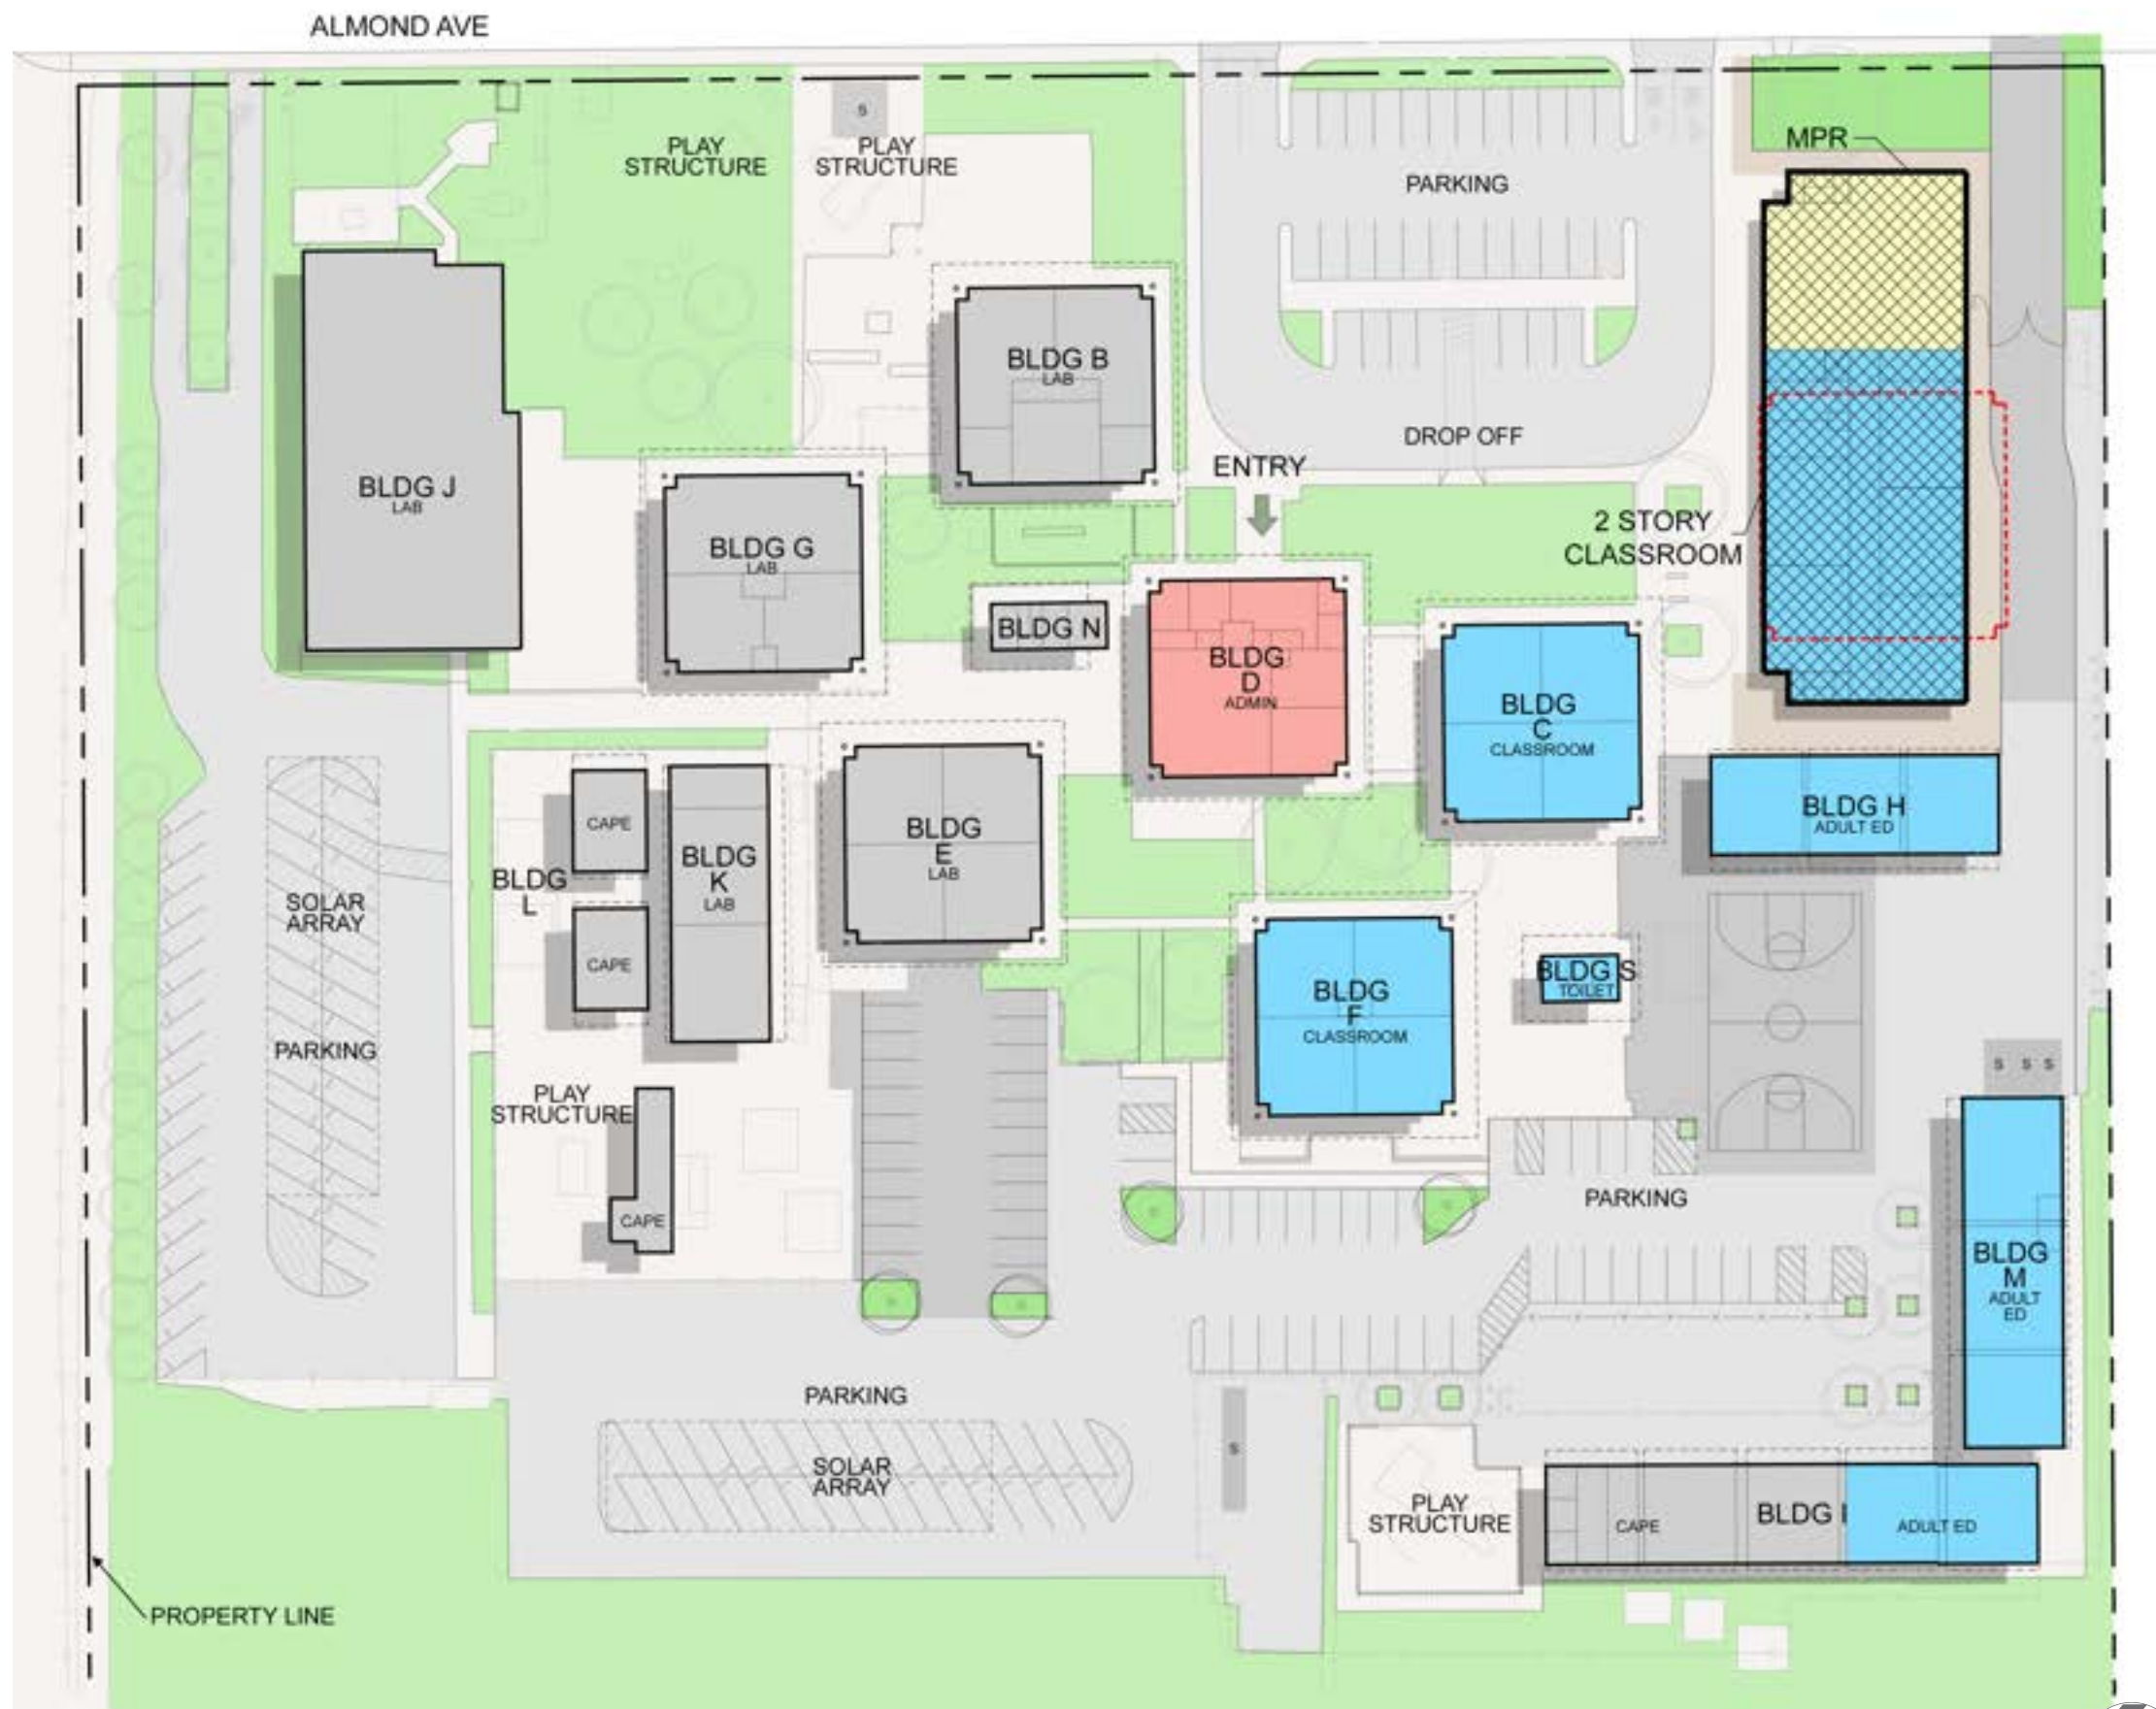 ALMOND AVE
S
PLAY
STRUCTURE
PLAY
STRUCTURE
MPR
PARKING
BLDG B
LAB
DROP OFF
ENTRY
BLDG J
LAB
2 STORY
CLASSROOM
BLDG G
LAB
BLDG N
BLDG
D
ADMIN
BLDG
C
CLASSROOM
BLDG H
ADULT ED
CAPE
BLDG
K
LAB
BLDG
E
LAB
BLDG
L
SOLAR
ARRAY
CAPE
BLDG S
TOILET
BLDG
F
CLASSROOM
PARKING
S S S
PLAY
STRUCTURE
PARKING
CAPE
BLDG
M
ADULT
ED
PARKING
SOLAR
ARRAY
S
PLAY
STRUCTURE
CAPE
BLDG I
ADULT ED
PROPERTY LINE